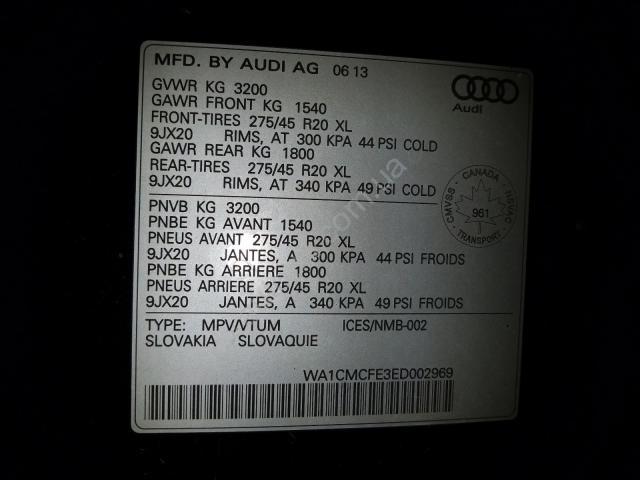 MFD. BY AUDI AG 06 13
Audi
GVWR KG 3200
GAWR FRONT KG 1540
FRONT-TIRES 275/45 R20 XL
9JX20 RIMS, AT 300 KPA 44 PSI COLD
GAWR REAR KG 1800
REAR-TIRES 275/45 R20 XL
9JX20 RIMS, AT 340 KPA 49 PSI COLD
CANADA
CMVSS NSVAC
961
TRANSPORT
PNVB KG 3200
PNBE KG AVANT 1540
PNEUS AVANT 275/45 R20 XL
9JX20 JANTES, A 300 KPA 44 PSI FROIDS
PNBE KG ARRIERE 1800
PNEUS ARRIERE 275/45 R20 XL
9JX20 JANTES, A 340 KPA 49 PSI FROIDS
TYPE: MPV/VTUM ICES/NMB-002
SLOVAKIA SLOVAQUIE
WA1CMCFE3ED002969